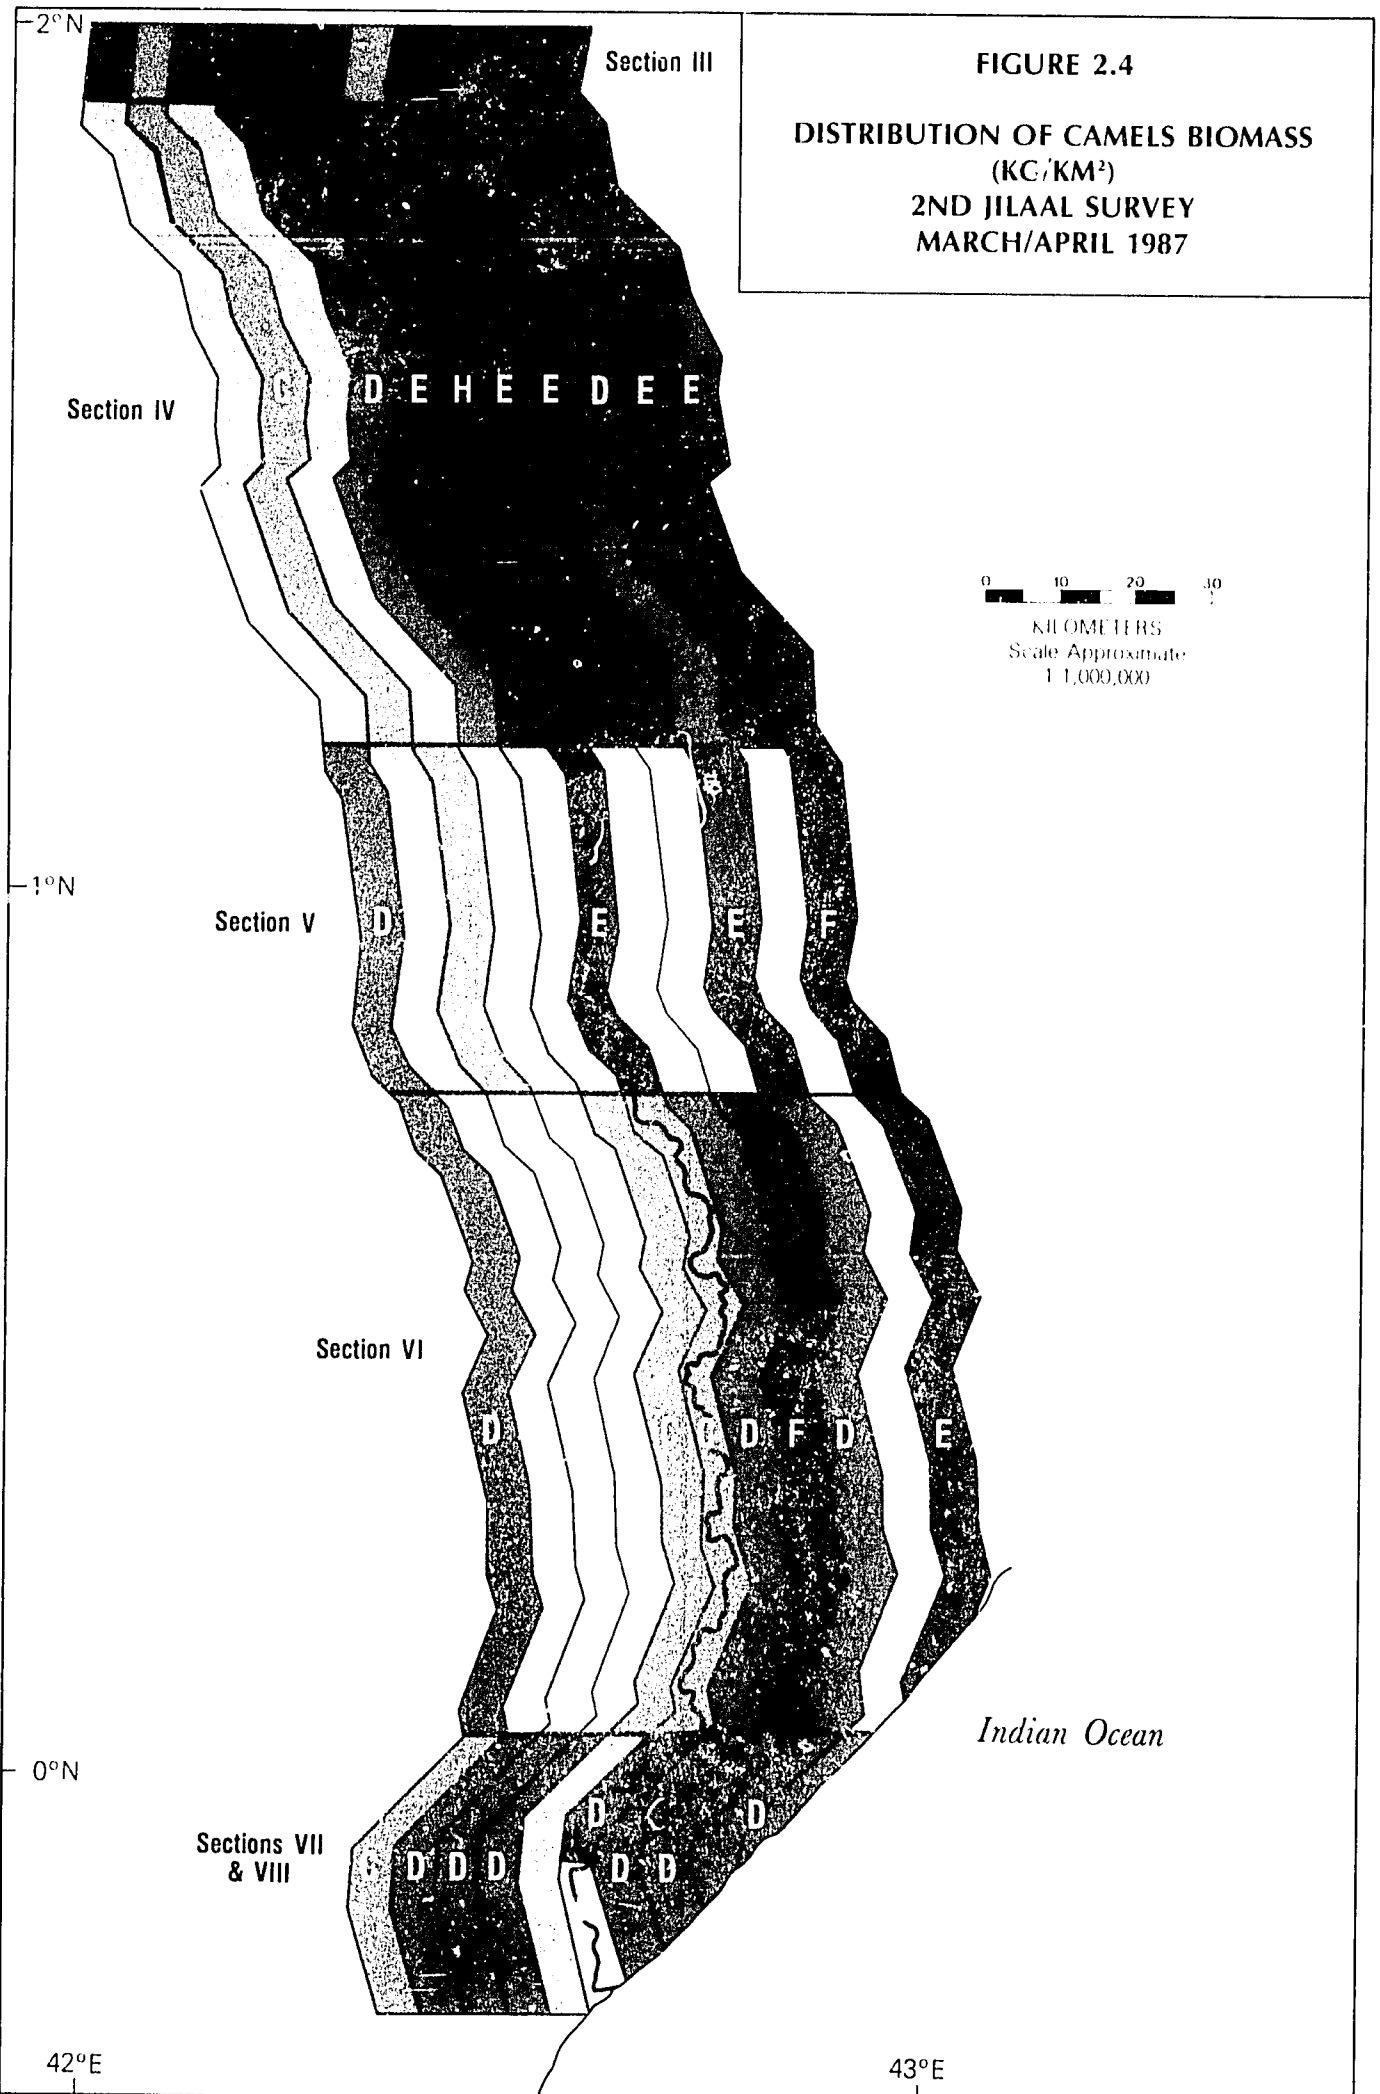 2°N
Section III
FIGURE 2.4
DISTRIBUTION OF CAMELS BIOMASS
(KG/KM²)
2ND JILAAL SURVEY
MARCH/APRIL 1987
Section IV
D E H E E D E E
0 10 20 30
KILOMETERS
Scale Approximate
1 1,000,000
1°N
Section V
D E E F
Section VI
D D F D E
Indian Ocean
0°N
Sections VII
& VIII
D C D
D D D D D
42°E
43°E